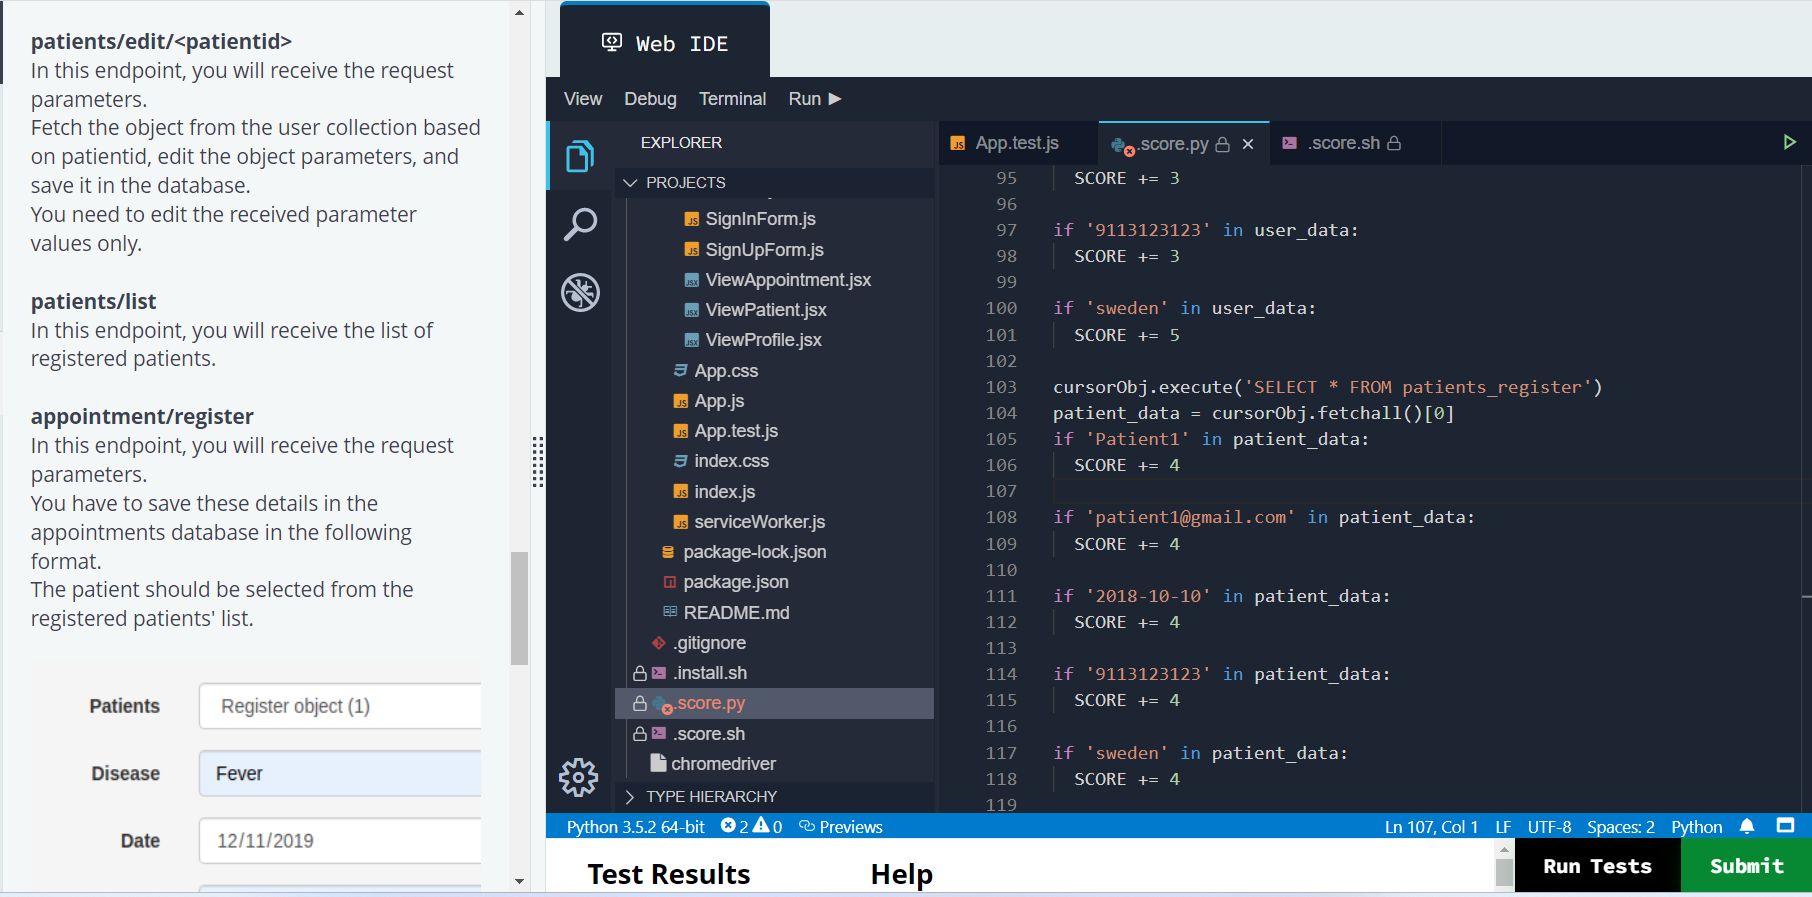 patients/edit/<patientid>
In this endpoint, you will receive the request
parameters.
Fetch the object from the user collection based
on patientid, edit the object parameters, and
save it in the database.
You need to edit the received parameter
values only.
patients/list
In this endpoint, you will receive the list of
registered patients.
appointment/register
In this endpoint, you will receive the request
parameters.
You have to save these details in the
appointments database in the following
format.
The patient should be selected from the
registered patients' list.
Patients Register object (1)
Disease Fever
Date 12/11/2019
Web IDE
View Debug Terminal Run
EXPLORER
PROJECTS
SignInForm.js
SignUpForm.js
ViewAppointment.jsx
ViewPatient.jsx
ViewProfile.jsx
App.css
App.js
App.test.js
index.css
index.js
serviceWorker.js
package-lock.json
package.json
README.md
.gitignore
.install.sh
.score.py
.score.sh
chromedriver
TYPE HIERARCHY
App.test.js .score.py .score.sh
95 SCORE += 3
96
97 if '9113123123' in user_data:
98 SCORE += 3
99
100 if 'sweden' in user_data:
101 SCORE += 5
102
103 cursorObj.execute('SELECT * FROM patients_register')
104 patient_data = cursorObj.fetchall()[0]
105 if 'Patient1' in patient_data:
106 SCORE += 4
107
108 if 'patient1@gmail.com' in patient_data:
109 SCORE += 4
110
111 if '2018-10-10' in patient_data:
112 SCORE += 4
113
114 if '9113123123' in patient_data:
115 SCORE += 4
116
117 if 'sweden' in patient_data:
118 SCORE += 4
119
Python 3.5.2 64-bit 2 0 Previews Ln 107, Col 1 LF UTF-8 Spaces: 2 Python
Test Results Help Run Tests Submit